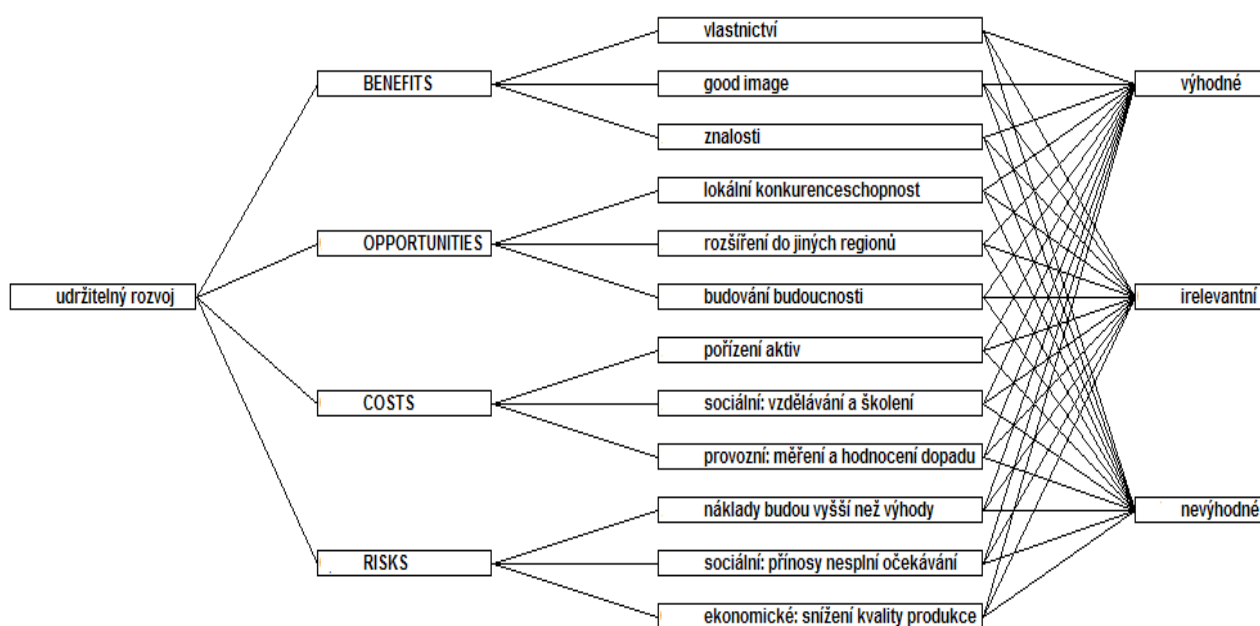 udržitelný rozvoj
BENEFITS
OPPORTUNITIES
COSTS
RISKS
vlastnictví
good image
znalosti
lokální konkurenceschopnost
rozšíření do jiných regionů
budování budoucnosti
pořízení aktiv
sociální: vzdělávání a školení
provozní: měření a hodnocení dopadu
náklady budou vyšší než výhody
sociální: přínosy nesplní očekávání
ekonomické: snížení kvality produkce
výhodné
irelevantní
nevýhodné